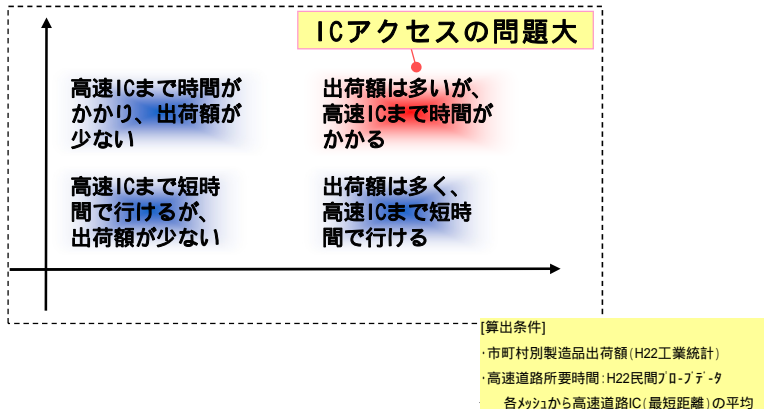 ICアクセスの問題大
高速ICまで時間が
かかり、出荷額が
少ない
出荷額は多いが、
高速ICまで時間が
かかる
高速ICまで短時
間で行けるが、
出荷額が少ない
出荷額は多く、
高速ICまで短時
間で行ける
[算出条件]
・市町村別製造品出荷額(H22工業統計)
・高速道路所要時間:H22民間ﾌﾟﾛｰﾌﾞﾃﾞｰﾀ
各ﾒｯｼｭから高速道路IC(最短距離)の平均